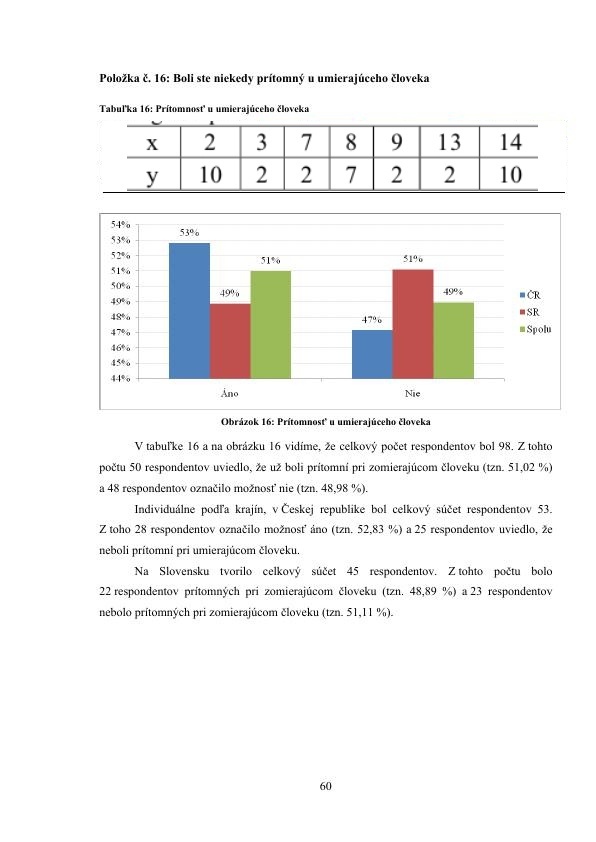 Položka č. 16: Boli ste niekedy prítomný u umierajúceho človeka
Tabuľka 16: Prítomnosť u umierajúceho človeka
x 2 3 7 8 9 13 14
y 10 2 2 7 2 2 10
54%
53%
52%
51%
50%
49%
48%
47%
46%
45%
44%
53%
49%
51%
47%
51%
49%
Áno
Nie
ČR
SR
Spolu
Obrázok 16: Prítomnosť u umierajúceho človeka
V tabuľke 16 a na obrázku 16 vidíme, že celkový počet respondentov bol 98. Z tohto
počtu 50 respondentov uviedlo, že už boli prítomní pri zomierajúcom človeku (tzn. 51,02 %)
a 48 respondentov označilo možnosť nie (tzn. 48,98 %).
Individuálne podľa krajín, v Českej republike bol celkový súčet respondentov 53.
Z toho 28 respondentov označilo možnosť áno (tzn. 52,83 %) a 25 respondentov uviedlo, že
neboli prítomní pri umierajúcom človeku.
Na Slovensku tvorilo celkový súčet 45 respondentov. Z tohto počtu bolo
22 respondentov prítomných pri zomierajúcom človeku (tzn. 48,89 %) a 23 respondentov
nebolo prítomných pri zomierajúcom človeku (tzn. 51,11 %).
60